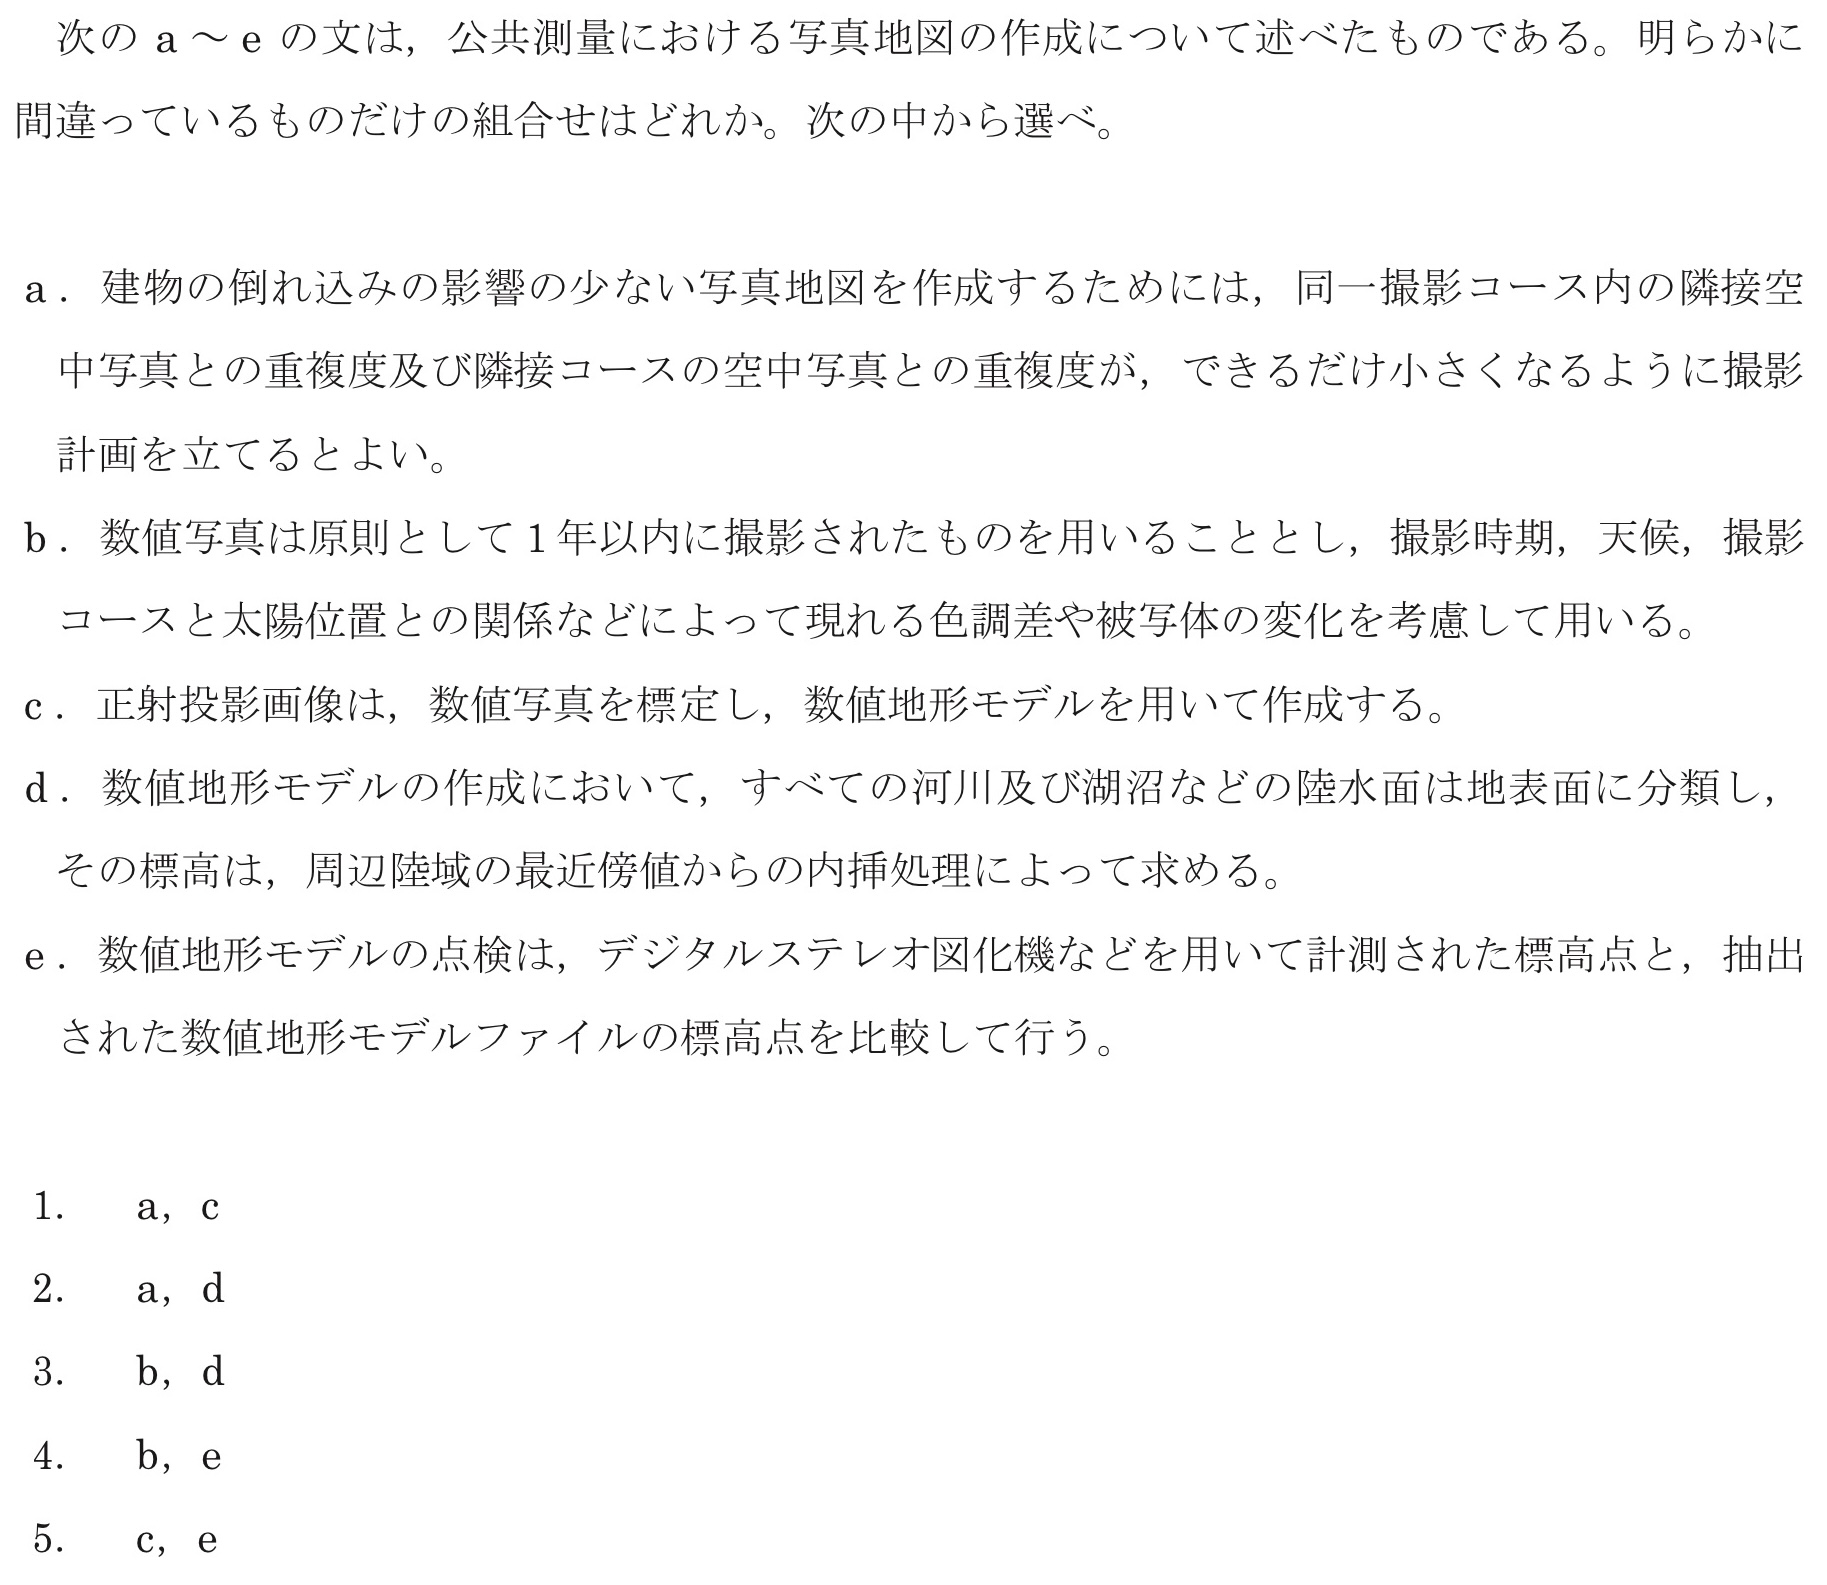 次の a ～ e の文は，公共測量における写真地図の作成について述べたものである。明らかに
間違っているものだけの組合せはどれか。次の中から選べ。
a．建物の倒れ込みの影響の少ない写真地図を作成するためには，同一撮影コース内の隣接空
中写真との重複度及び隣接コースの空中写真との重複度が，できるだけ小さくなるように撮影
計画を立てるとよい。
b．数値写真は原則として1年以内に撮影されたものを用いることとし，撮影時期，天候，撮影
コースと太陽位置との関係などによって現れる色調差や被写体の変化を考慮して用いる。
c．正射投影画像は，数値写真を標定し，数値地形モデルを用いて作成する。
d．数値地形モデルの作成において，すべての河川及び湖沼などの陸水面は地表面に分類し，
その標高は，周辺陸域の最近傍値からの内挿処理によって求める。
e．数値地形モデルの点検は，デジタルステレオ図化機などを用いて計測された標高点と，抽出
された数値地形モデルファイルの標高点を比較して行う。
1.　a，c
2.　a，d
3.　b，d
4.　b，e
5.　c，e